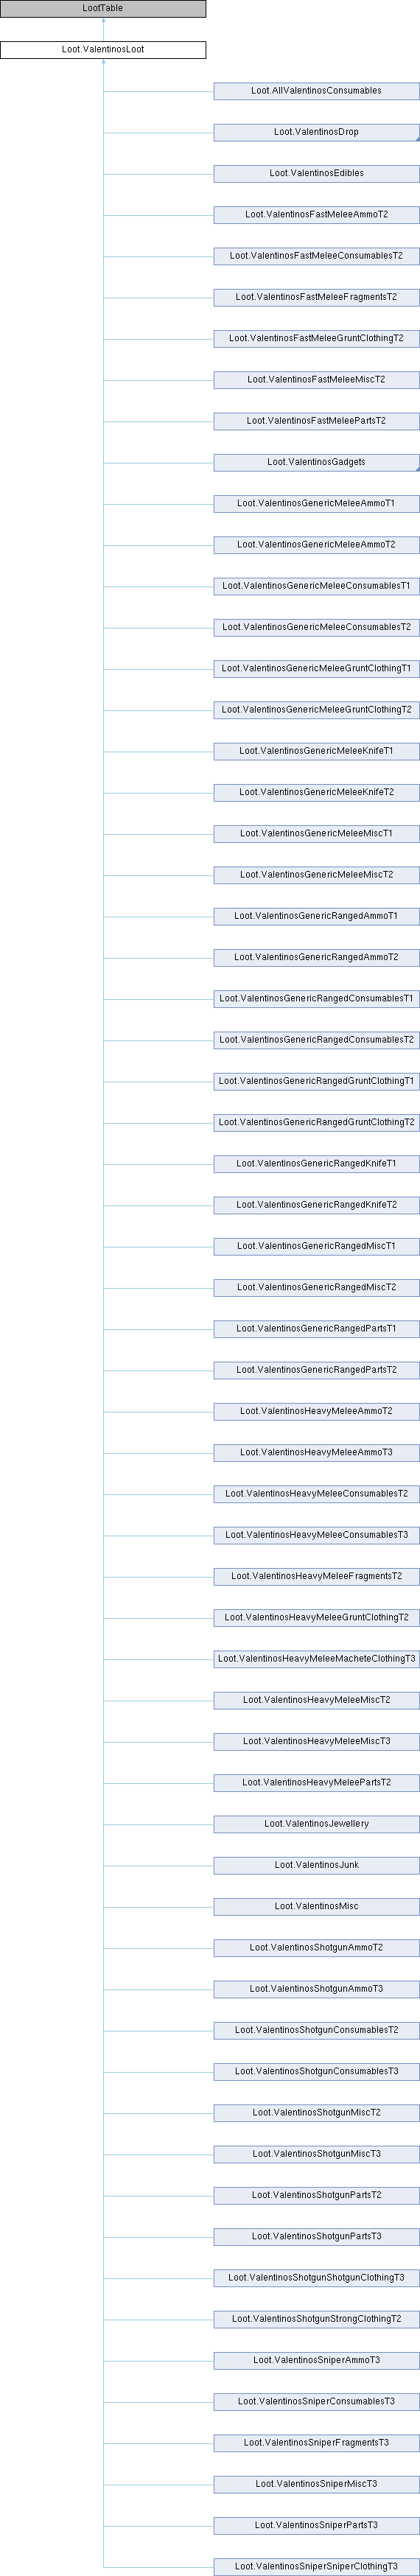 LootTable
Loot.ValentinosLoot
Loot.AllValentinosConsumables
Loot.ValentinosDrop
Loot.ValentinosEdibles
Loot.ValentinosFastMeleeAmmoT2
Loot.ValentinosFastMeleeConsumablesT2
Loot.ValentinosFastMeleeFragmentsT2
Loot.ValentinosFastMeleeGruntClothingT2
Loot.ValentinosFastMeleeMiscT2
Loot.ValentinosFastMeleePartsT2
Loot.ValentinosGadgets
Loot.ValentinosGenericMeleeAmmoT1
Loot.ValentinosGenericMeleeAmmoT2
Loot.ValentinosGenericMeleeConsumablesT1
Loot.ValentinosGenericMeleeConsumablesT2
Loot.ValentinosGenericMeleeGruntClothingT1
Loot.ValentinosGenericMeleeGruntClothingT2
Loot.ValentinosGenericMeleeKnifeT1
Loot.ValentinosGenericMeleeKnifeT2
Loot.ValentinosGenericMeleeMiscT1
Loot.ValentinosGenericMeleeMiscT2
Loot.ValentinosGenericRangedAmmoT1
Loot.ValentinosGenericRangedAmmoT2
Loot.ValentinosGenericRangedConsumablesT1
Loot.ValentinosGenericRangedConsumablesT2
Loot.ValentinosGenericRangedGruntClothingT1
Loot.ValentinosGenericRangedGruntClothingT2
Loot.ValentinosGenericRangedKnifeT1
Loot.ValentinosGenericRangedKnifeT2
Loot.ValentinosGenericRangedMiscT1
Loot.ValentinosGenericRangedMiscT2
Loot.ValentinosGenericRangedPartsT1
Loot.ValentinosGenericRangedPartsT2
Loot.ValentinosHeavyMeleeAmmoT2
Loot.ValentinosHeavyMeleeAmmoT3
Loot.ValentinosHeavyMeleeConsumablesT2
Loot.ValentinosHeavyMeleeConsumablesT3
Loot.ValentinosHeavyMeleeFragmentsT2
Loot.ValentinosHeavyMeleeGruntClothingT2
Loot.ValentinosHeavyMeleeMacheteClothingT3
Loot.ValentinosHeavyMeleeMiscT2
Loot.ValentinosHeavyMeleeMiscT3
Loot.ValentinosHeavyMeleePartsT2
Loot.ValentinosJewellery
Loot.ValentinosJunk
Loot.ValentinosMisc
Loot.ValentinosShotgunAmmoT2
Loot.ValentinosShotgunAmmoT3
Loot.ValentinosShotgunConsumablesT2
Loot.ValentinosShotgunConsumablesT3
Loot.ValentinosShotgunMiscT2
Loot.ValentinosShotgunMiscT3
Loot.ValentinosShotgunPartsT2
Loot.ValentinosShotgunPartsT3
Loot.ValentinosShotgunShotgunClothingT3
Loot.ValentinosShotgunStrongClothingT2
Loot.ValentinosSniperAmmoT3
Loot.ValentinosSniperConsumablesT3
Loot.ValentinosSniperFragmentsT3
Loot.ValentinosSniperMiscT3
Loot.ValentinosSniperPartsT3
Loot.ValentinosSniperSniperClothingT3